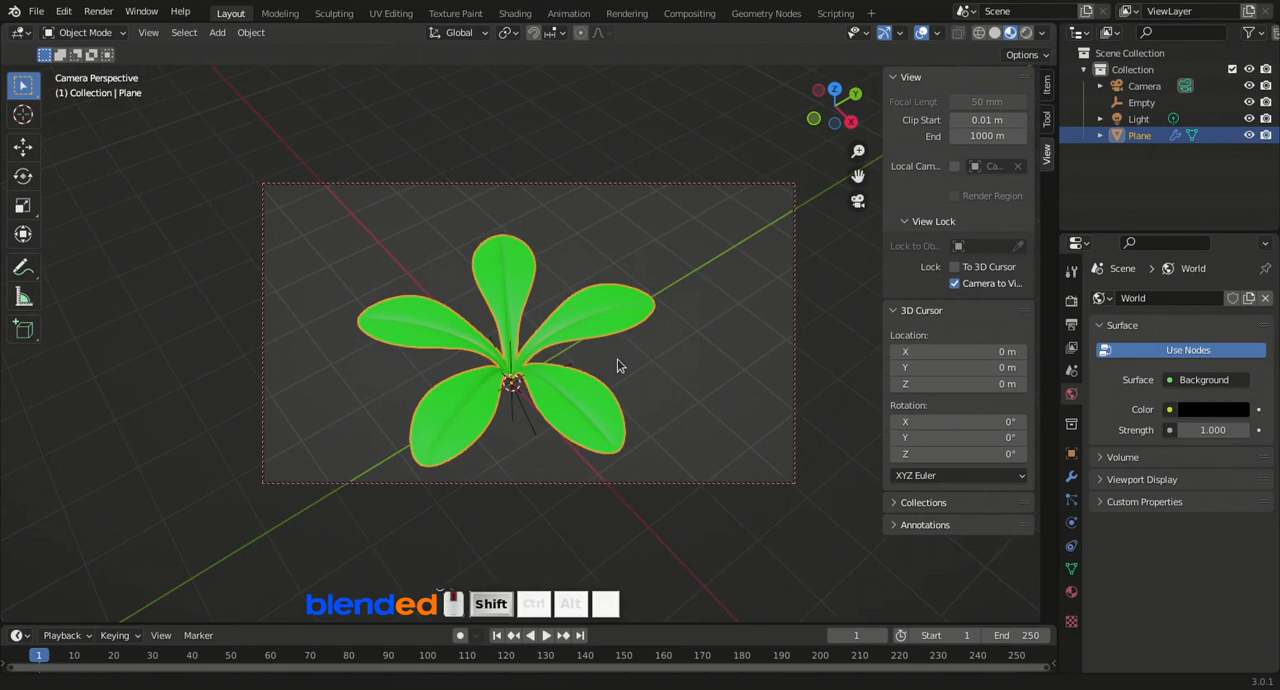 File Edit Render Window Help Layout Modeling Sculpting UV Editing Texture Paint Shading Animation Rendering Compositing Geometry Nodes Scripting + Scene ViewLayer
Object Mode View Select Add Object Global
Options
Camera Perspective
(1) Collection | Plane
Z
Y
X
View
Focal Lengt 50 mm
Clip Start 0.01 m
End 1000 m
Local Cam... Ca...
Render Region
View Lock
Lock to Ob...
Lock To 3D Cursor
Camera to Vi...
3D Cursor
Location:
X 0 m
Y 0 m
Z 0 m
Rotation:
X 0°
Y 0°
Z 0°
XYZ Euler
Collections
Annotations
Item
Tool
View
Scene Collection
Collection
Camera
Empty
Light
Plane
Scene > World
World
Surface
Use Nodes
Surface Background
Color
Strength 1.000
Volume
Viewport Display
Custom Properties
blended Shift Ctrl Alt
Playback Keying View Marker 1 Start 1 End 250
1 10 20 30 40 50 60 70 80 90 100 110 120 130 140 150 160 170 180 190 200 210 220 230 240 250
3.0.1